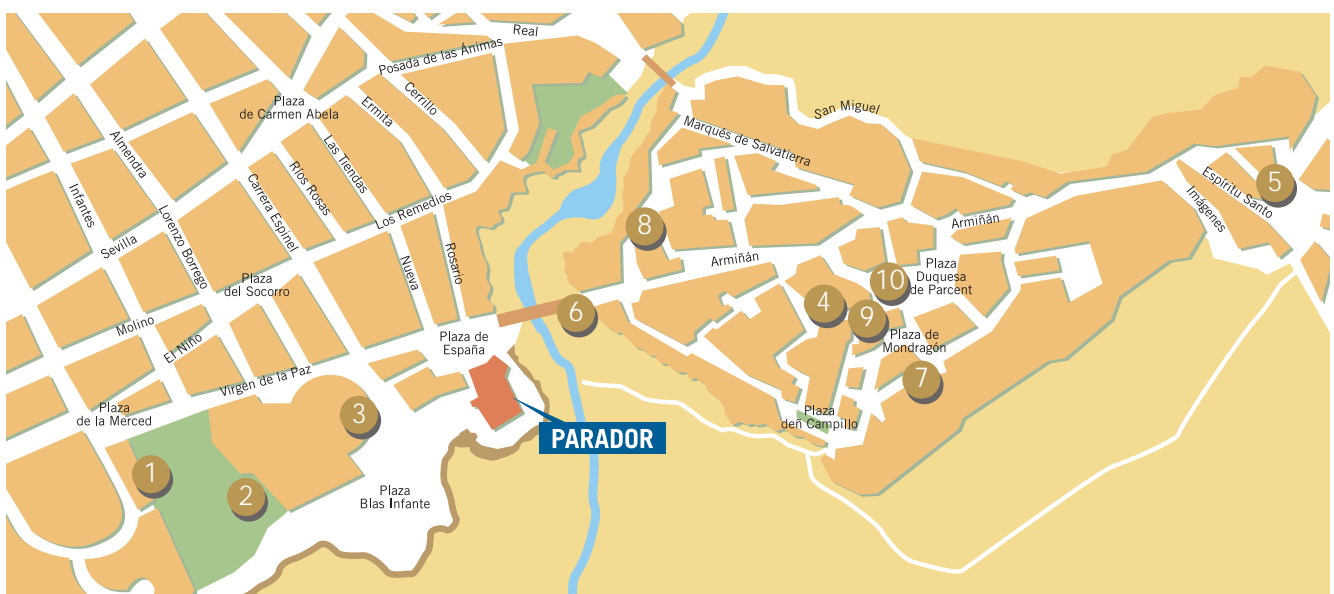 Real
Posada de las Ánimas
Cerrillo
Ermita
Plaza
de Carmen Abela
Las Tiendas
Ríos Rosas
Carrera Espinel
Almendra
Lorenzo Borrego
Infantes
Sevilla
Los Remedios
Rosario
Nueva
Plaza
del Socorro
Molino
El Niño
Virgen de la Paz
Plaza
de la Merced
Plaza de
España
PARADOR
Plaza
Blas Infante
San Miguel
Marqués de Salvatierra
Armiñán
Armiñán
Espíritu Santo
Imágenes
Plaza
Duquesa
de Parcent
Plaza de
Mondragón
Plaza
deñ Campillo
1
2
3
4
5
6
7
8
9
10